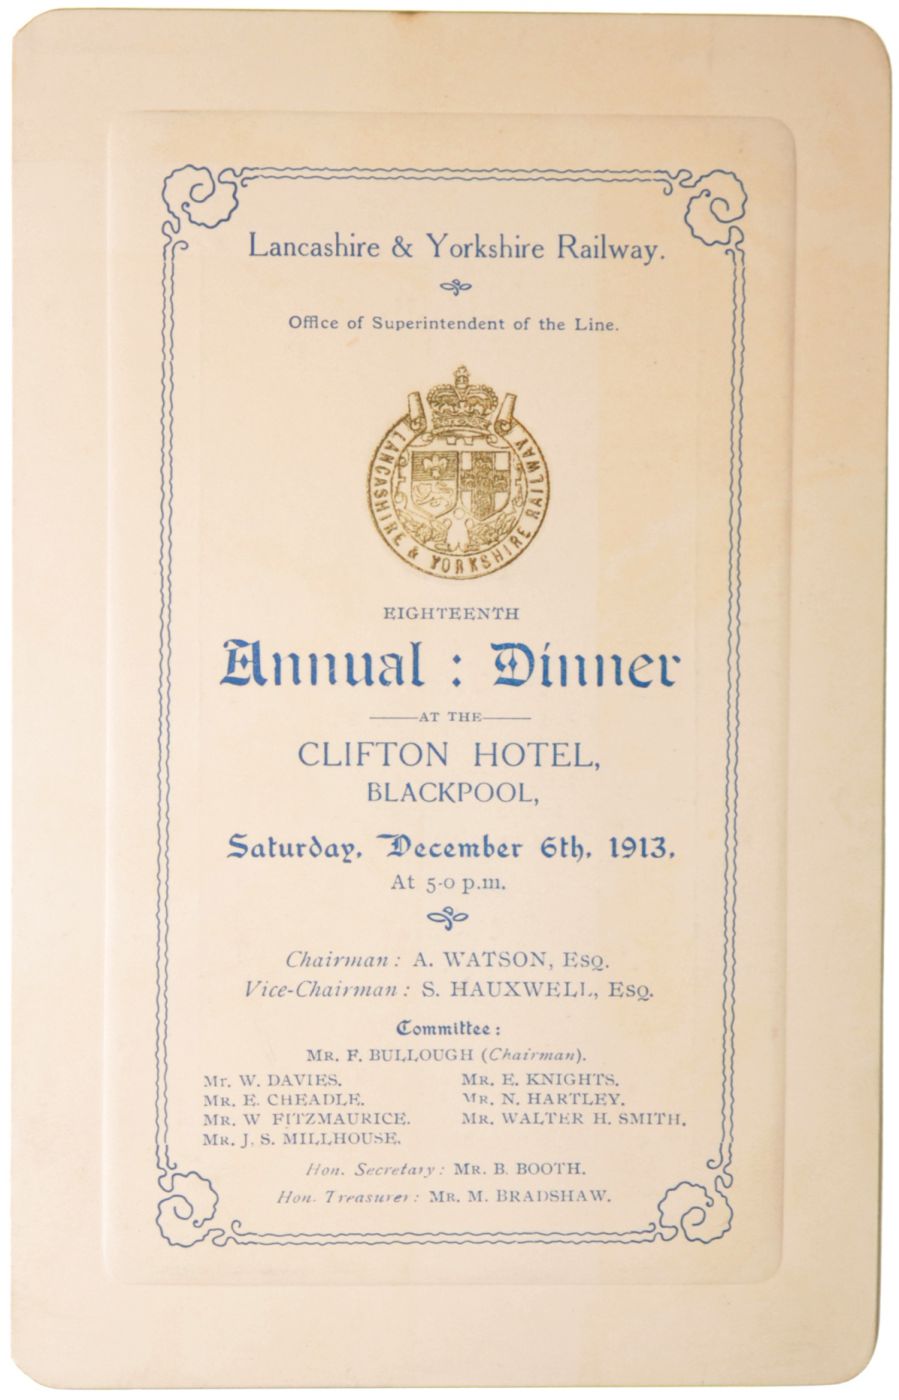 Lancashire & Yorkshire Railway.
Office of Superintendent of the Line.
LANCASHIRE & YORKSHIRE RAILWAY
EIGHTEENTH
Annual : Dinner
AT THE
CLIFTON HOTEL,
BLACKPOOL,
Saturday, December 6th, 1913,
At 5-0 p.m.
Chairman : A. WATSON, Esq.
Vice-Chairman : S. HAUXWELL, Esq.
Committee :
Mr. F. BULLOUGH (Chairman).
Mr. W. DAVIES. Mr. E. KNIGHTS.
Mr. E. CHEADLE. Mr. N. HARTLEY.
Mr. W FITZMAURICE. Mr. WALTER H. SMITH.
Mr. J. S. MILLHOUSE.
Hon. Secretary : Mr. B. BOOTH.
Hon. Treasurer : Mr. M. BRADSHAW.